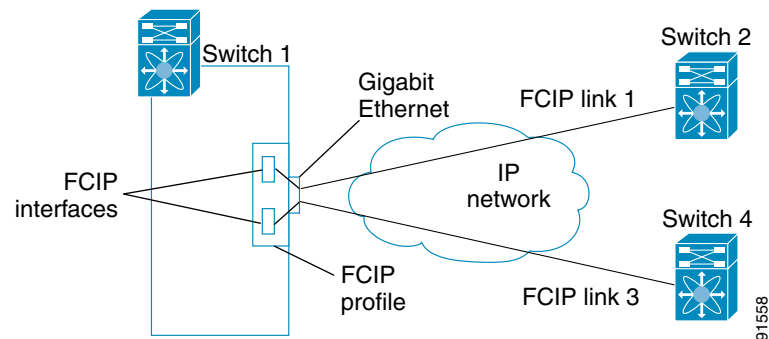 Switch 1
Switch 2
Gigabit
Ethernet
FCIP link 1
IP
network
FCIP
interfaces
Switch 4
FCIP
profile
FCIP link 3
91558